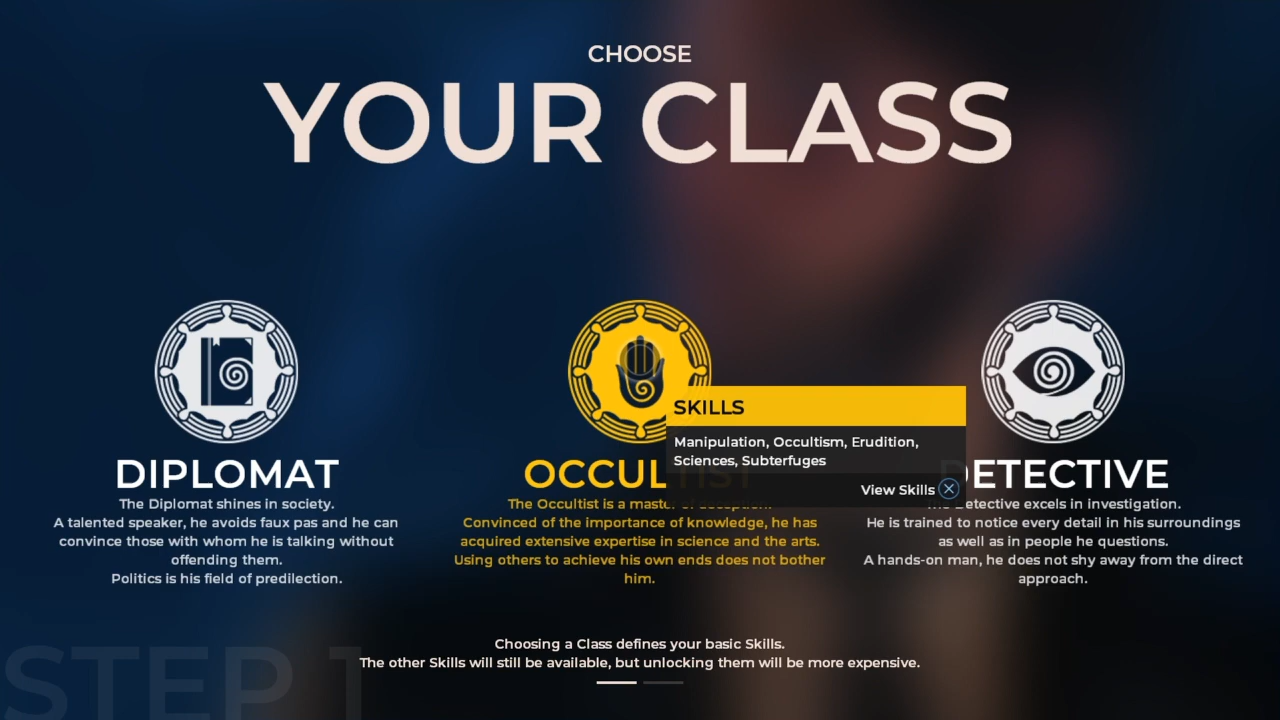 CHOOSE
YOUR CLASS
DIPLOMAT
The Diplomat shines in society.
A talented speaker, he avoids faux pas and he can
convince those with whom he is talking without
offending them.
Politics is his field of predilection.
OCCULTIST
The Occultist is a master of deception.
Convinced of the importance of knowledge, he has
acquired extensive expertise in science and the arts.
Using others to achieve his own ends does not bother
him.
SKILLS
Manipulation, Occultism, Erudition,
Sciences, Subterfuges
View Skills
DETECTIVE
The Detective excels in investigation.
He is trained to notice every detail in his surroundings
as well as in people he questions.
A hands-on man, he does not shy away from the direct
approach.
Choosing a Class defines your basic Skills.
The other Skills will still be available, but unlocking them will be more expensive.
STEP 1